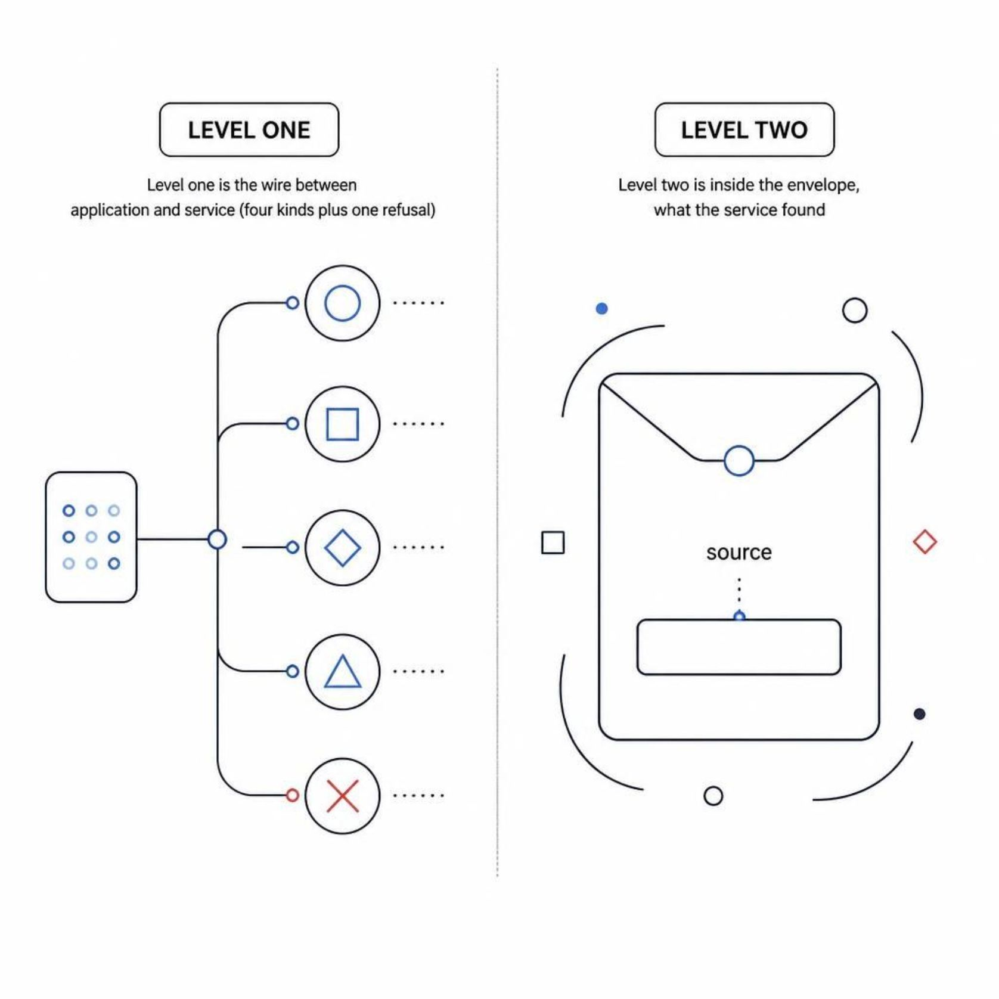 LEVEL ONE
Level one is the wire between
application and service (four kinds plus one refusal)
LEVEL TWO
Level two is inside the envelope,
what the service found
source